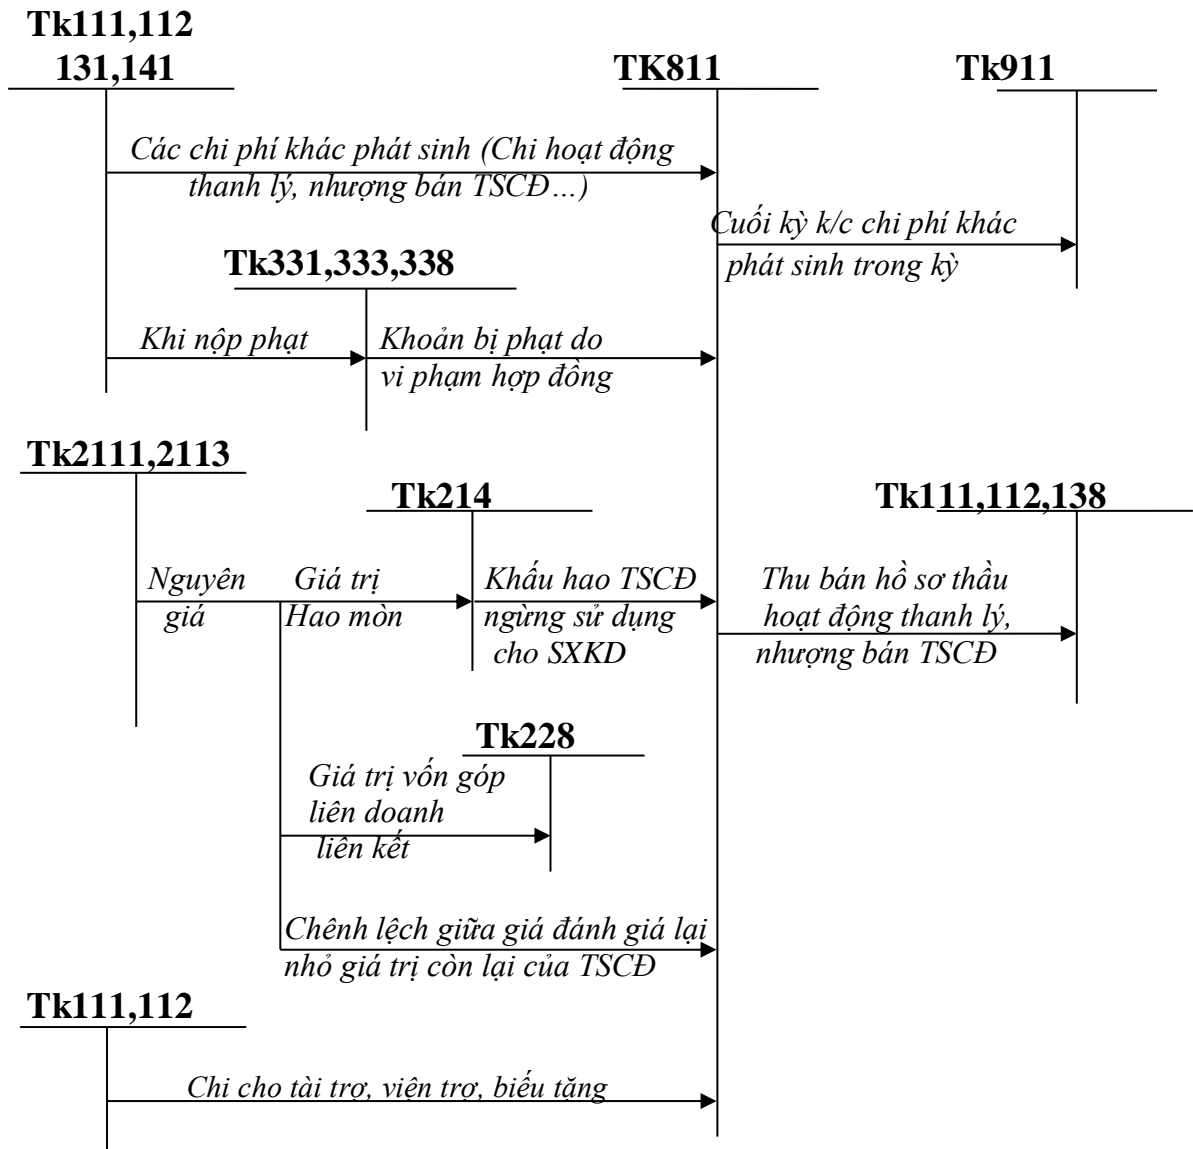 Tk111,112
131,141
TK811
Tk911
Các chi phí khác phát sinh (Chi hoạt động
thanh lý, nhượng bán TSCĐ…)
Cuối kỳ k/c chi phí khác
phát sinh trong kỳ
Tk331,333,338
Khi nộp phạt
Khoản bị phạt do
vi phạm hợp đồng
Tk2111,2113
Tk214
Tk111,112,138
Nguyên
giá
Giá trị
Hao mòn
Khấu hao TSCĐ
ngừng sử dụng
cho SXKD
Thu bán hồ sơ thầu
hoạt động thanh lý,
nhượng bán TSCĐ
Tk228
Giá trị vốn góp
liên doanh
liên kết
Chênh lệch giữa giá đánh giá lại
nhỏ giá trị còn lại của TSCĐ
Tk111,112
Chi cho tài trợ, viện trợ, biếu tặng